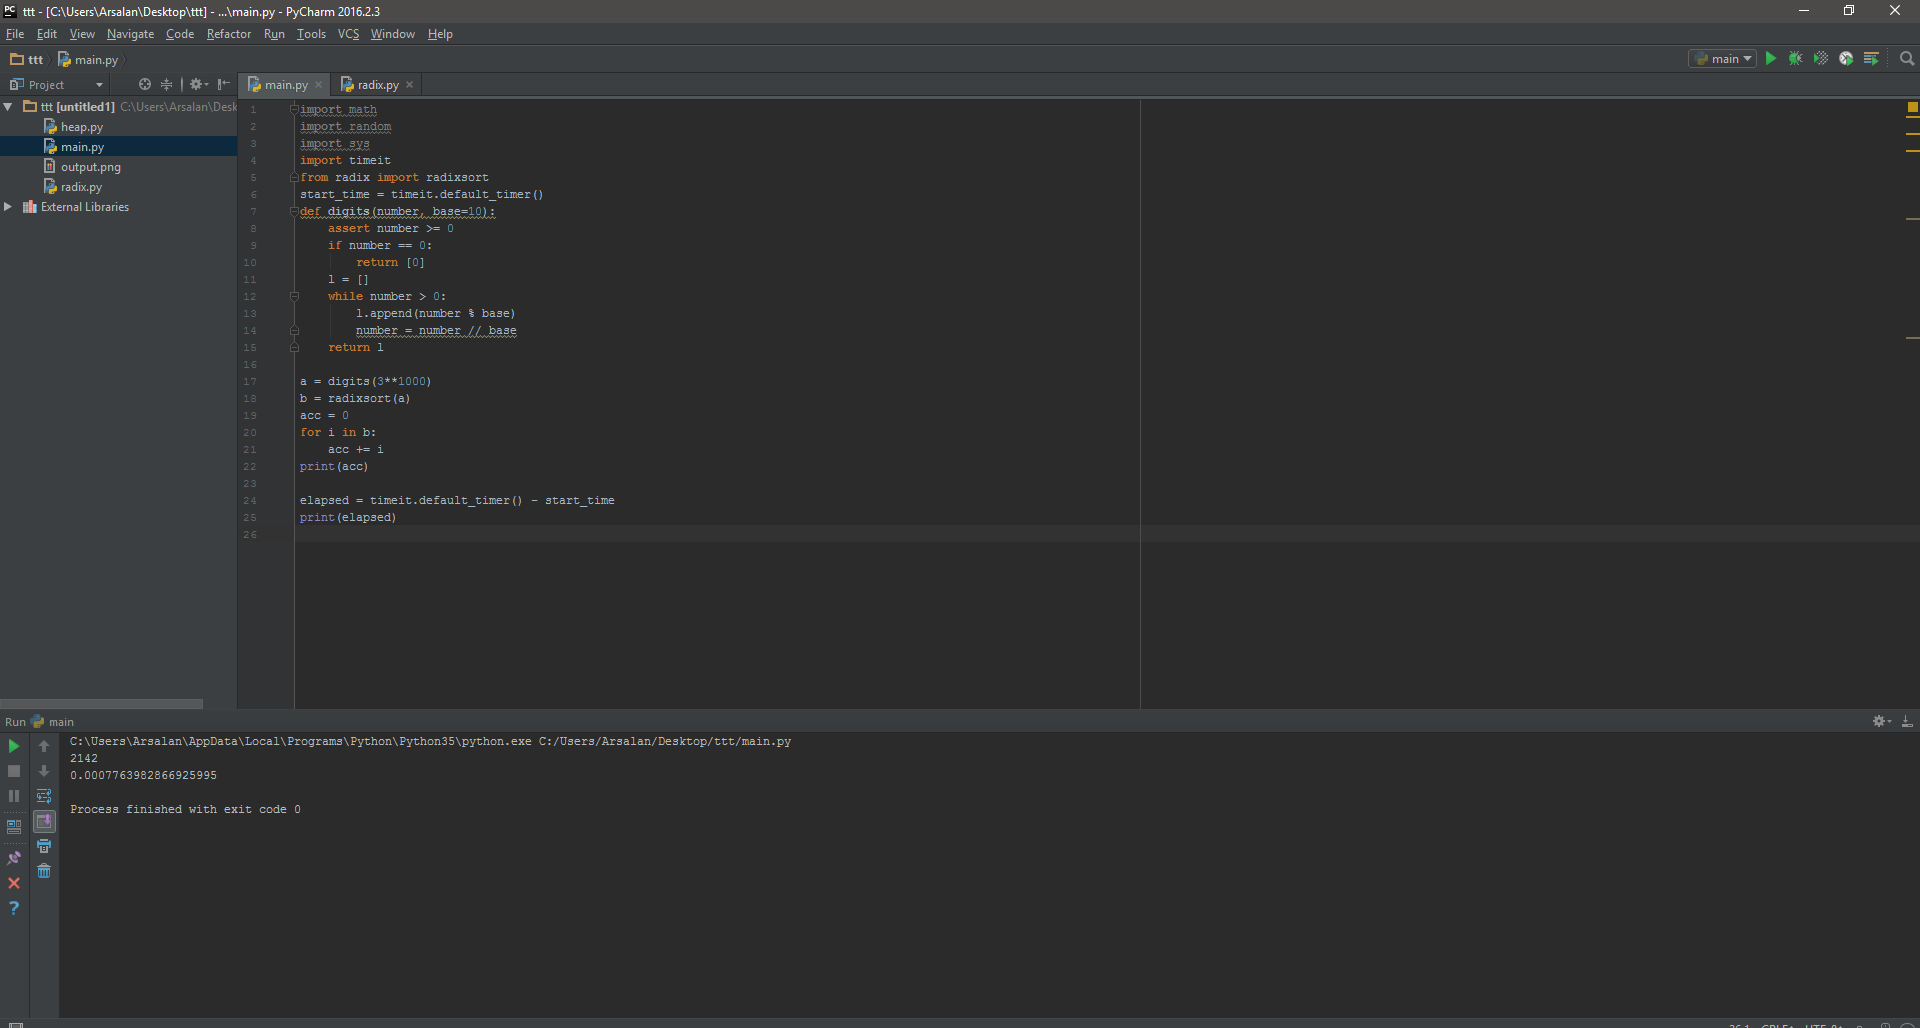 ttt - [C:\Users\Arsalan\Desktop\ttt] - ...\main.py - PyCharm 2016.2.3
File Edit View Navigate Code Refactor Run Tools VCS Window Help
ttt main.py
main
Project
main.py
radix.py
ttt [untitled1] C:\Users\Arsalan\Desk
heap.py
main.py
output.png
radix.py
External Libraries
1 import math
2 import random
3 import sys
4 import timeit
5 from radix import radixsort
6 start_time = timeit.default_timer()
7 def digits(number, base=10):
8     assert number >= 0
9     if number == 0:
10         return [0]
11     l = []
12     while number > 0:
13         l.append(number % base)
14         number = number // base
15     return l
16
17 a = digits(3**1000)
18 b = radixsort(a)
19 acc = 0
20 for i in b:
21     acc += i
22 print(acc)
23
24 elapsed = timeit.default_timer() - start_time
25 print(elapsed)
26
Run main
C:\Users\Arsalan\AppData\Local\Programs\Python\Python35\python.exe C:/Users/Arsalan/Desktop/ttt/main.py
2142
0.0007763982866925995
Process finished with exit code 0